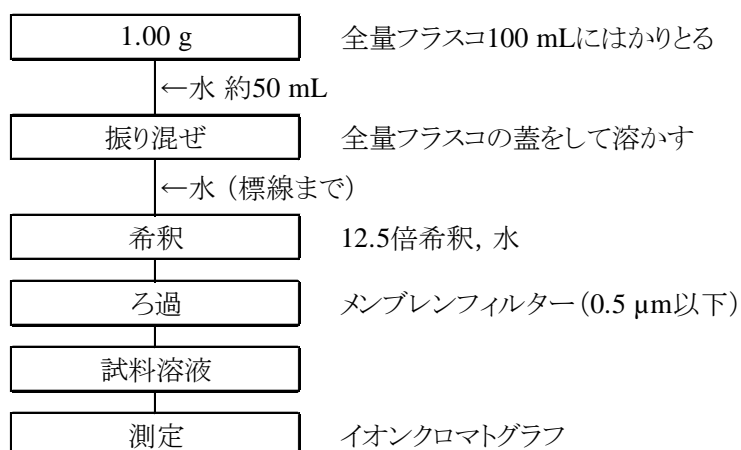 1.00 g 全量フラスコ100 mLにはかりとる
←水 約50 mL
振り混ぜ 全量フラスコの蓋をして溶かす
←水 (標線まで)
希釈 12.5倍希釈, 水
ろ過 メンブレンフィルター(0.5 µm以下)
試料溶液
測定 イオンクロマトグラフ